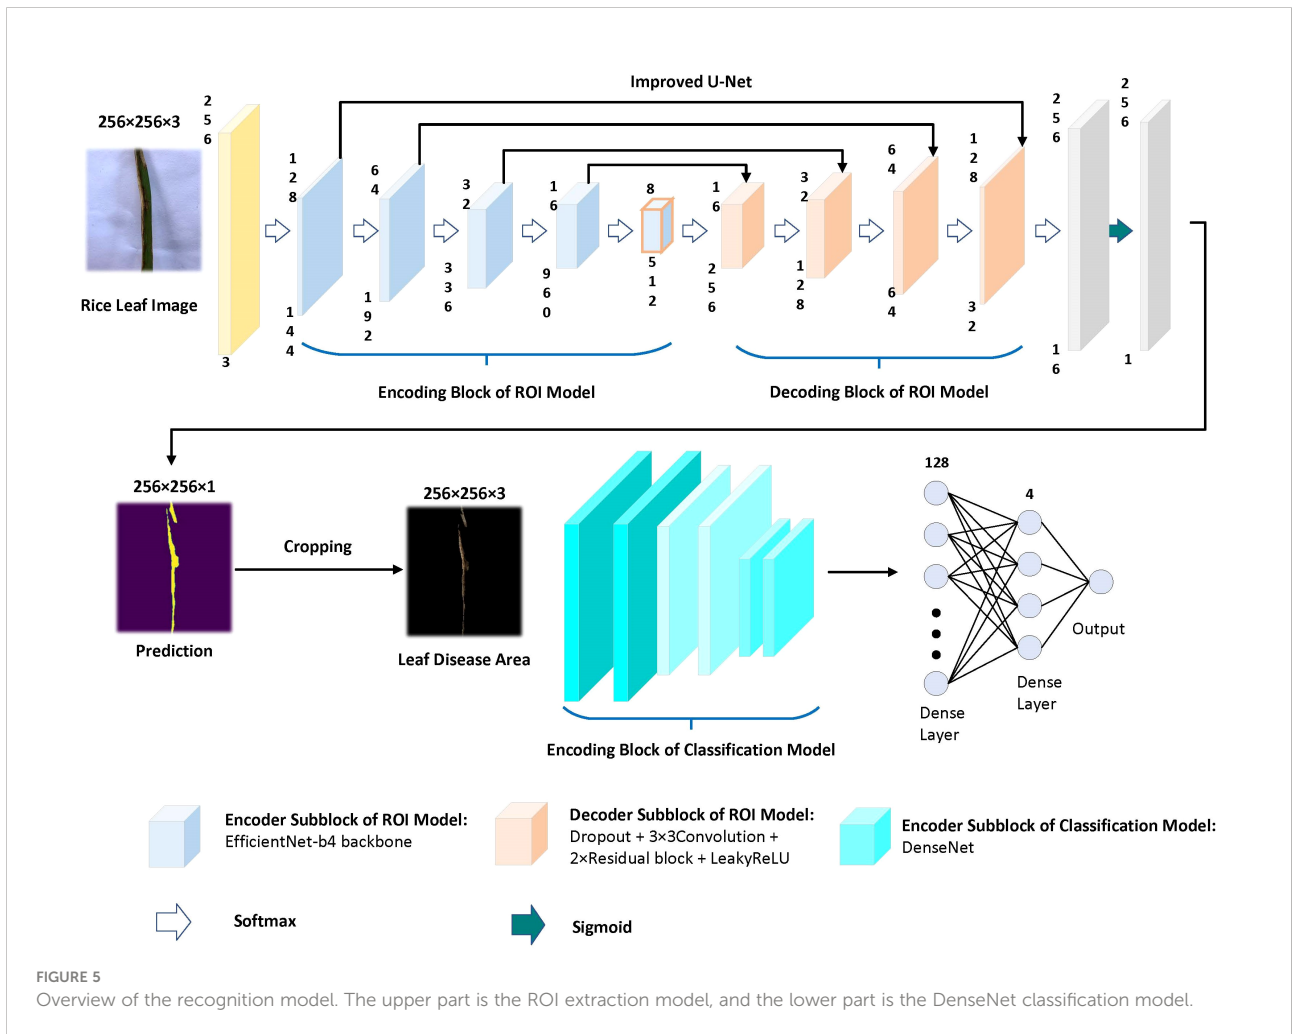 Improved U-Net
256×256×3
256
128
64
32
16
8
16
32
64
128
256
256
Rice Leaf Image
3
144
192
336
960
512
256
128
64
32
16
1
Encoding Block of ROI Model
Decoding Block of ROI Model
256×256×1
Cropping
256×256×3
128
4
Prediction
Leaf Disease Area
Output
Dense
Layer
Dense
Layer
Encoding Block of Classification Model
Encoder Subblock of ROI Model:
EfficientNet-b4 backbone
Decoder Subblock of ROI Model:
Dropout + 3×3Convolution +
2×Residual block + LeakyReLU
Encoder Subblock of Classification Model:
DenseNet
Softmax
Sigmoid
FIGURE 5
Overview of the recognition model. The upper part is the ROI extraction model, and the lower part is the DenseNet classification model.